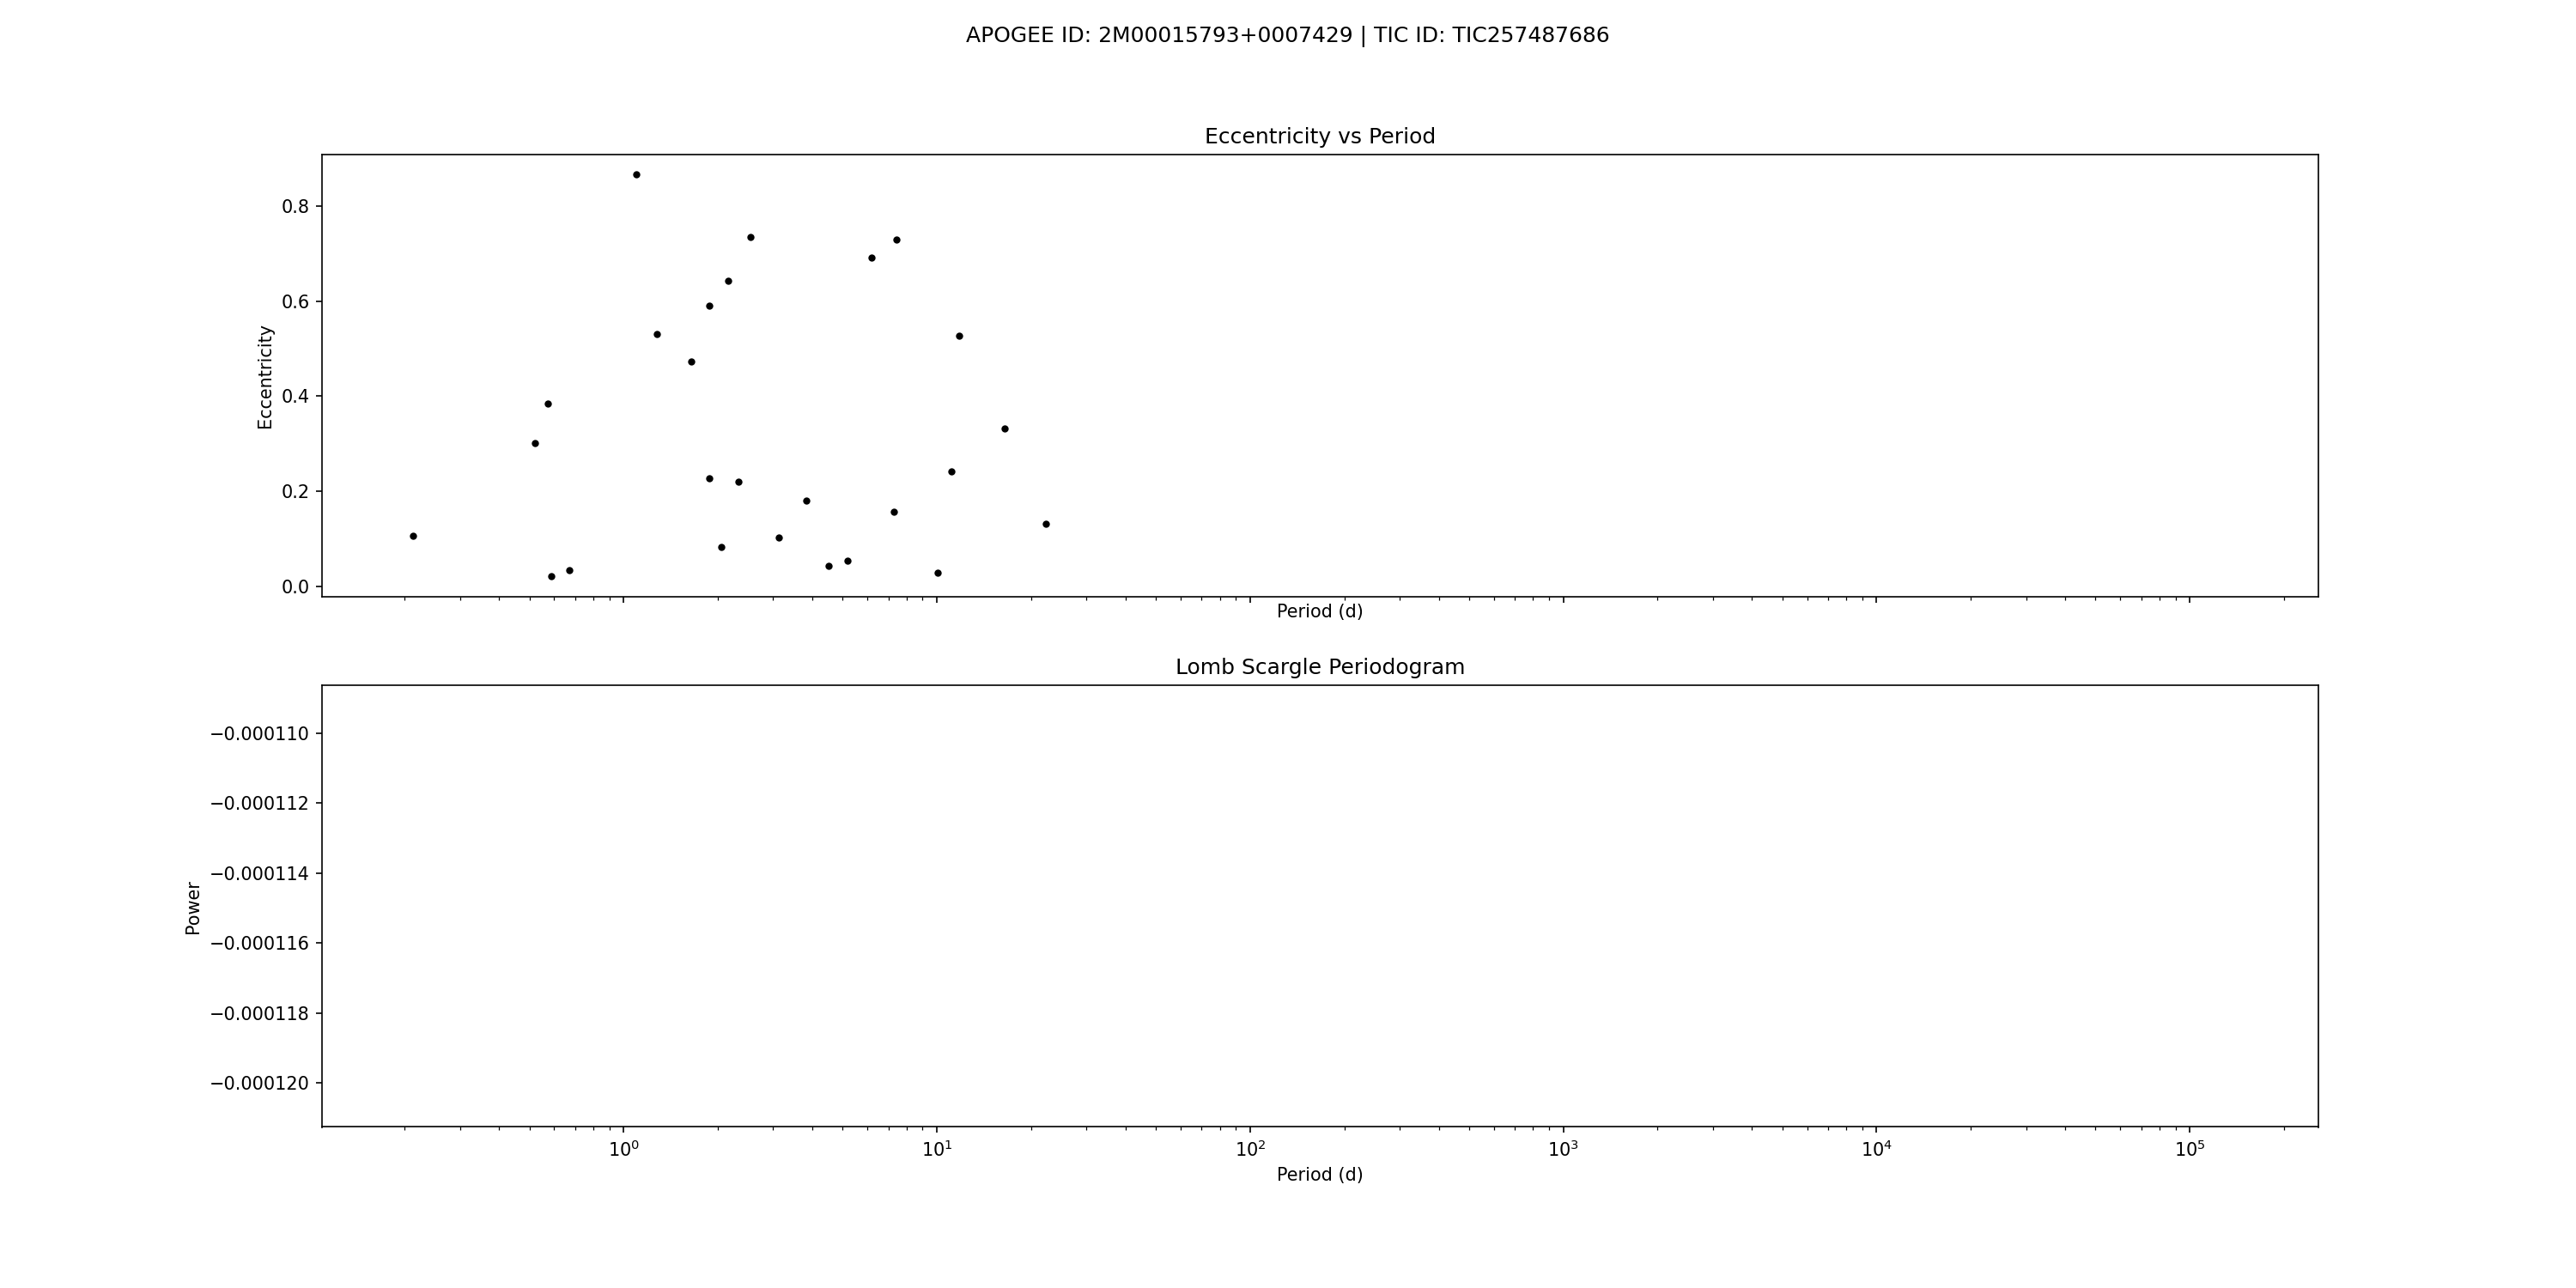 APOGEE ID: 2M00015793+0007429 | TIC ID: TIC257487686
Eccentricity vs Period
0.8
0.6
0.4
0.2
0.0
Eccentricity
Period (d)
Lomb Scargle Periodogram
−0.000110
−0.000112
−0.000114
−0.000116
−0.000118
−0.000120
Power
10⁰ 10¹ 10² 10³ 10⁴ 10⁵
Period (d)